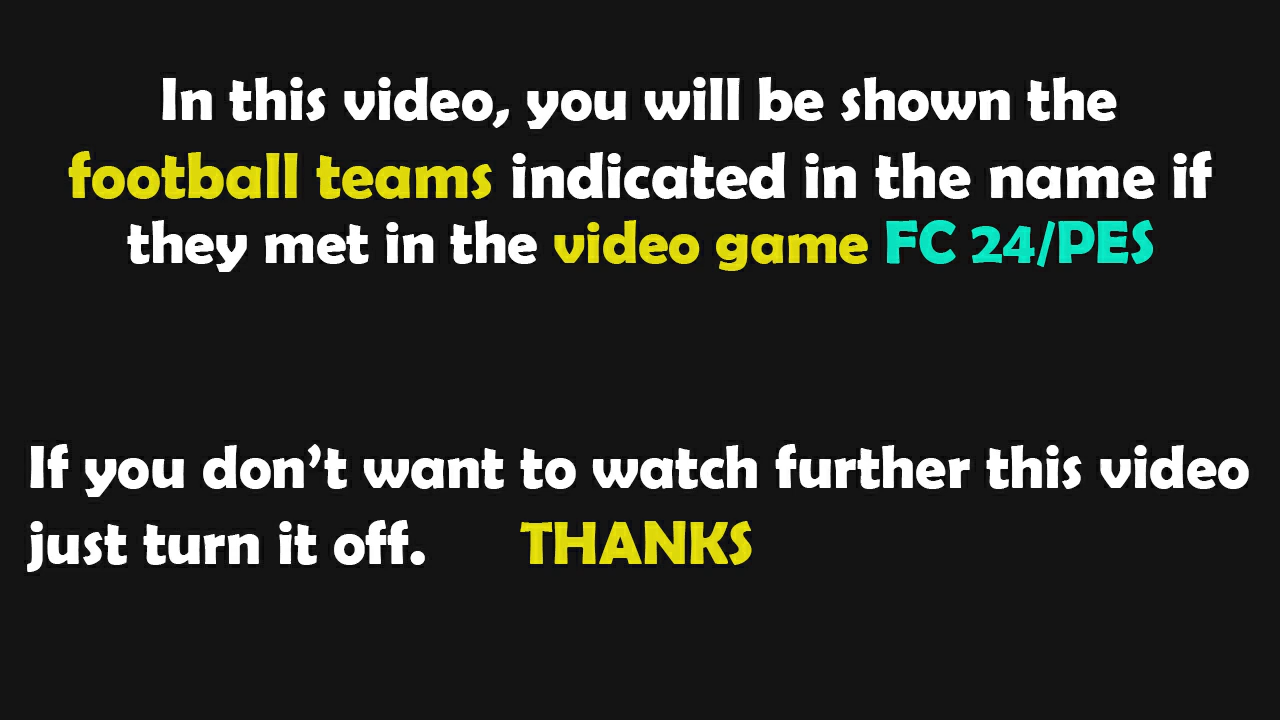 In this video, you will be shown the
football teams indicated in the name if
they met in the video game FC 24/PES
If you don’t want to watch further this video
just turn it off. THANKS